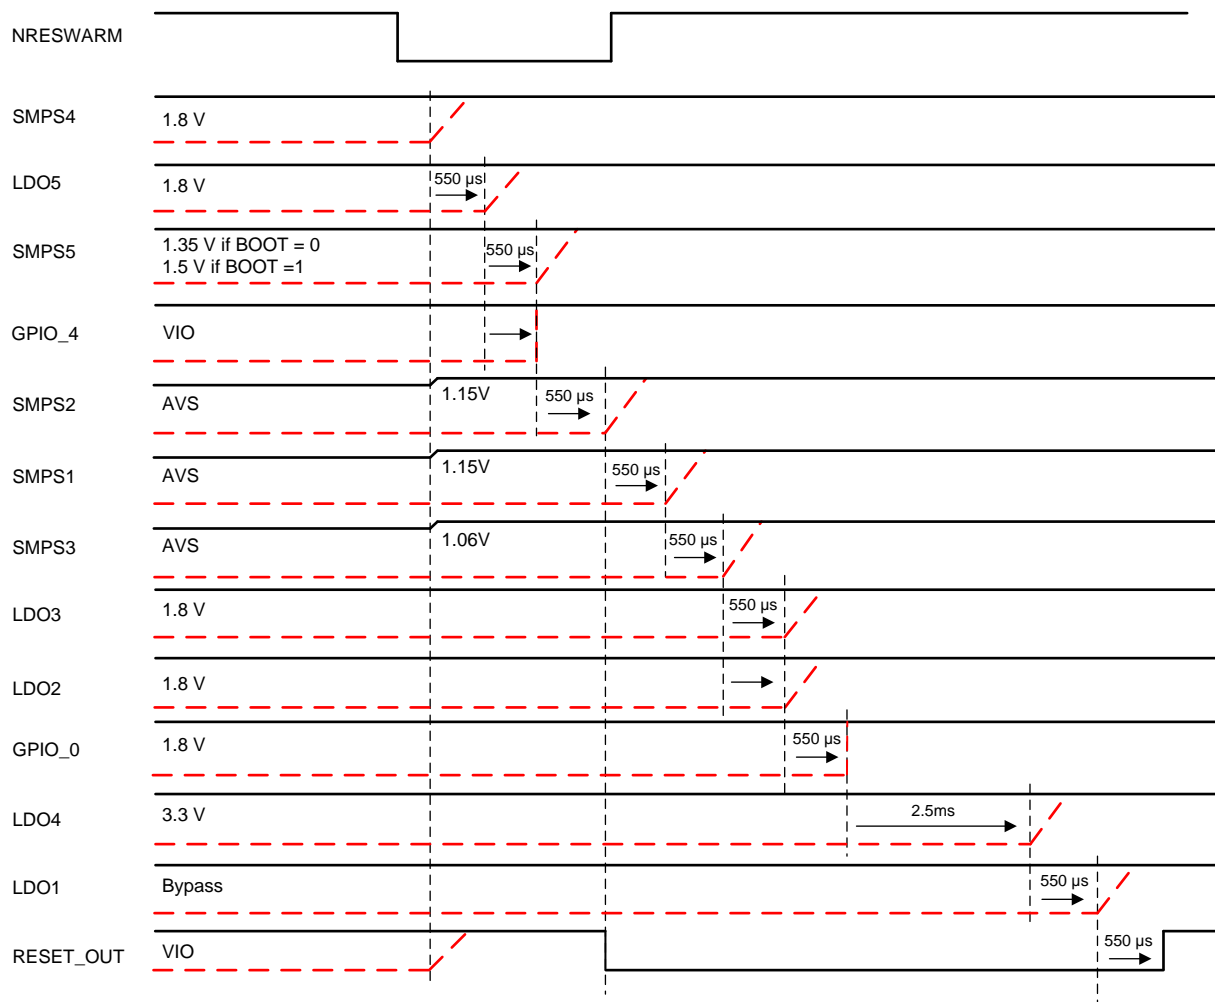 NRESWARM
SMPS4
1.8 V
LDO5
1.8 V
550 µs
SMPS5
1.35 V if BOOT = 0
1.5 V if BOOT =1
550 µs
GPIO_4
VIO
SMPS2
AVS
1.15V
550 µs
SMPS1
AVS
1.15V
550 µs
SMPS3
AVS
1.06V
550 µs
LDO3
1.8 V
550 µs
LDO2
1.8 V
GPIO_0
1.8 V
550 µs
LDO4
3.3 V
2.5ms
LDO1
Bypass
550 µs
RESET_OUT
VIO
550 µs